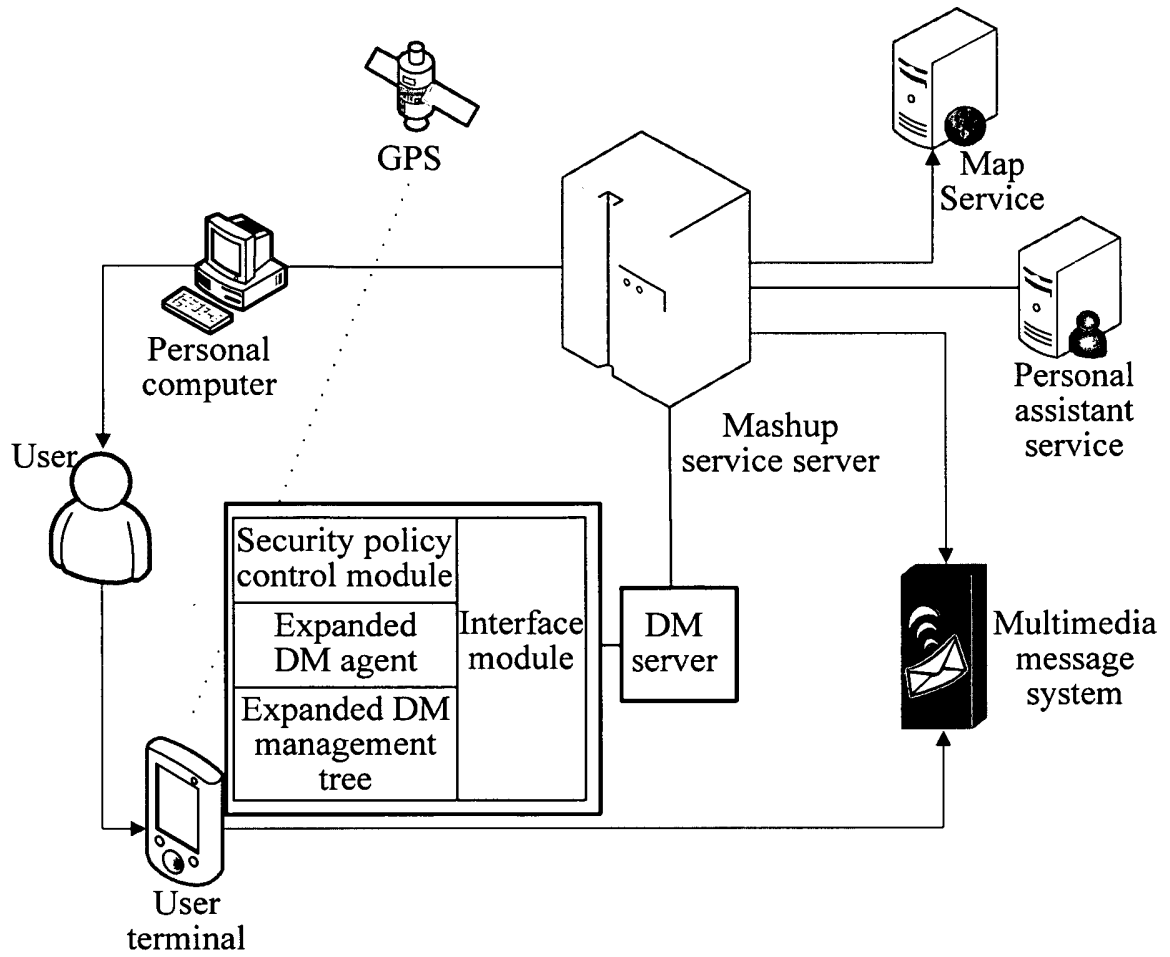 GPS
Map
Service
Personal
computer
Personal
assistant
service
Mashup
service server
User
Security policy
control module
Expanded
DM agent
Expanded DM
management
tree
Interface
module
DM
server
Multimedia
message
system
User
terminal